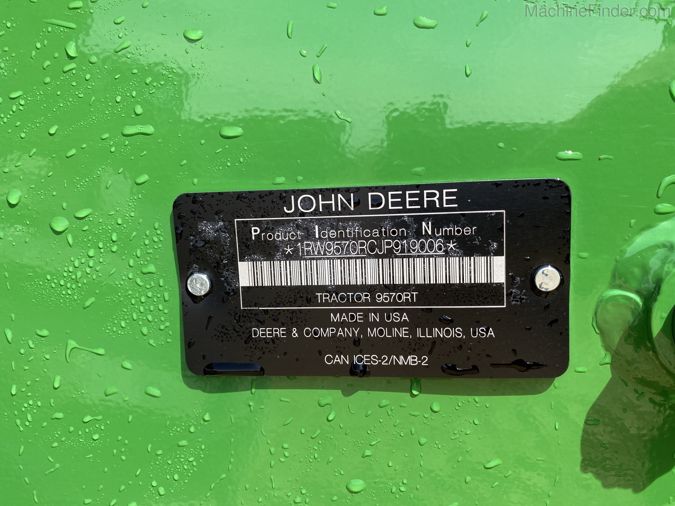 MachineFinder.com
JOHN DEERE
Product Identification Number
*1RW9570RCJP919006*
TRACTOR 9570RT
MADE IN USA
DEERE & COMPANY, MOLINE, ILLINOIS, USA
CAN ICES-2/NMB-2